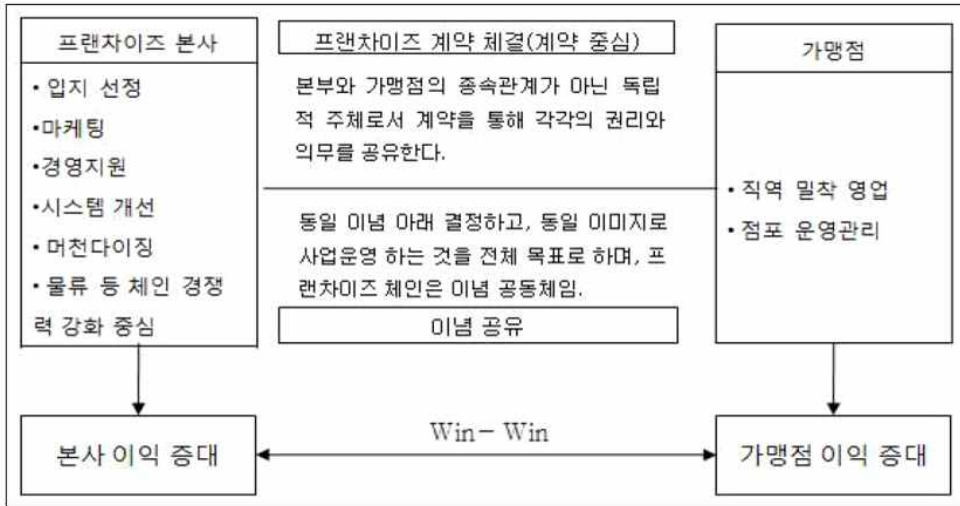 프랜차이즈 본사
• 입지 선정
•마케팅
•경영지원
•시스템 개선
• 머천다이징
• 물류 등 체인 경쟁
력 강화 중심
프랜차이즈 계약 체결(계약 중심)
본부와 가맹점의 종속관계가 아닌 독립
적 주체로서 계약을 통해 각각의 권리와
의무를 공유한다.
동일 이념 아래 결정하고, 동일 이미지로
사업운영 하는 것을 전체 목표로 하며, 프
랜차이즈 체인은 이념 공동체임.
이념 공유
가맹점
• 직역 밀착 영업
• 점포 운영관리
본사 이익 증대
Win- Win
가맹점 이익 증대